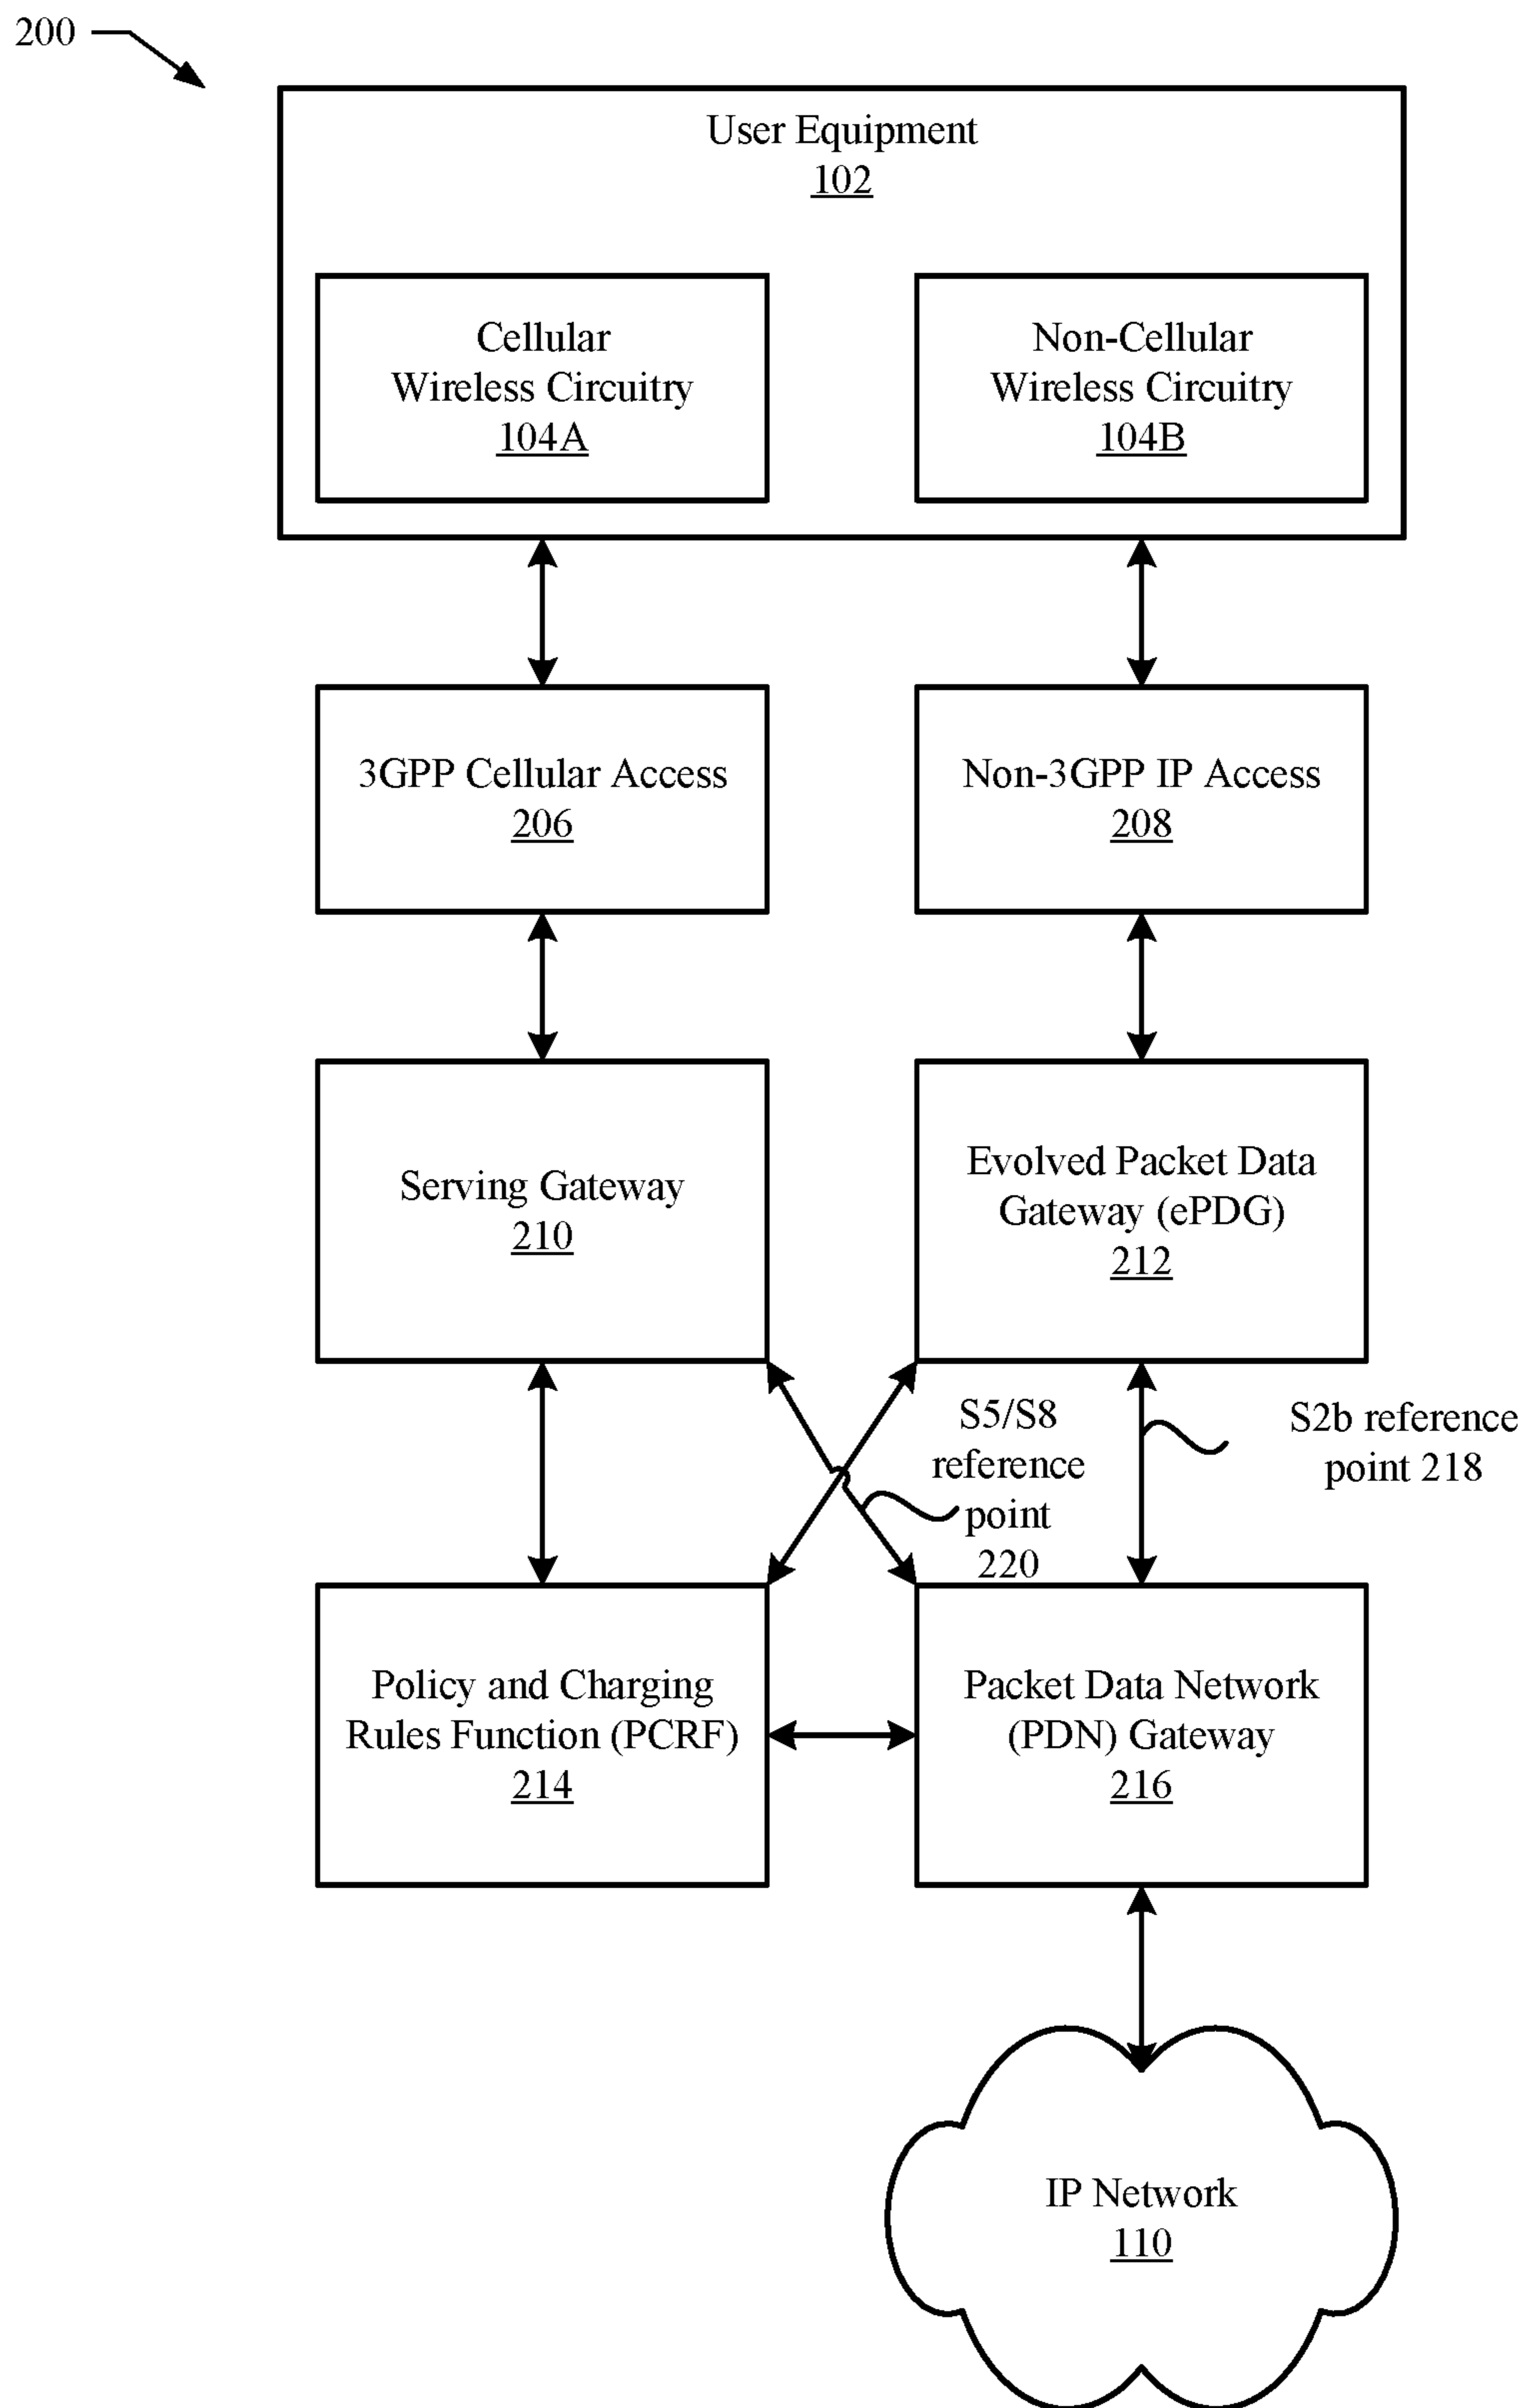 200
User Equipment
102
Cellular
Wireless Circuitry
104A
Non-Cellular
Wireless Circuitry
104B
3GPP Cellular Access
206
Non-3GPP IP Access
208
Serving Gateway
210
Evolved Packet Data
Gateway (ePDG)
212
S5/S8
reference
point
220
S2b reference
point 218
Policy and Charging
Rules Function (PCRF)
214
Packet Data Network
(PDN) Gateway
216
IP Network
110